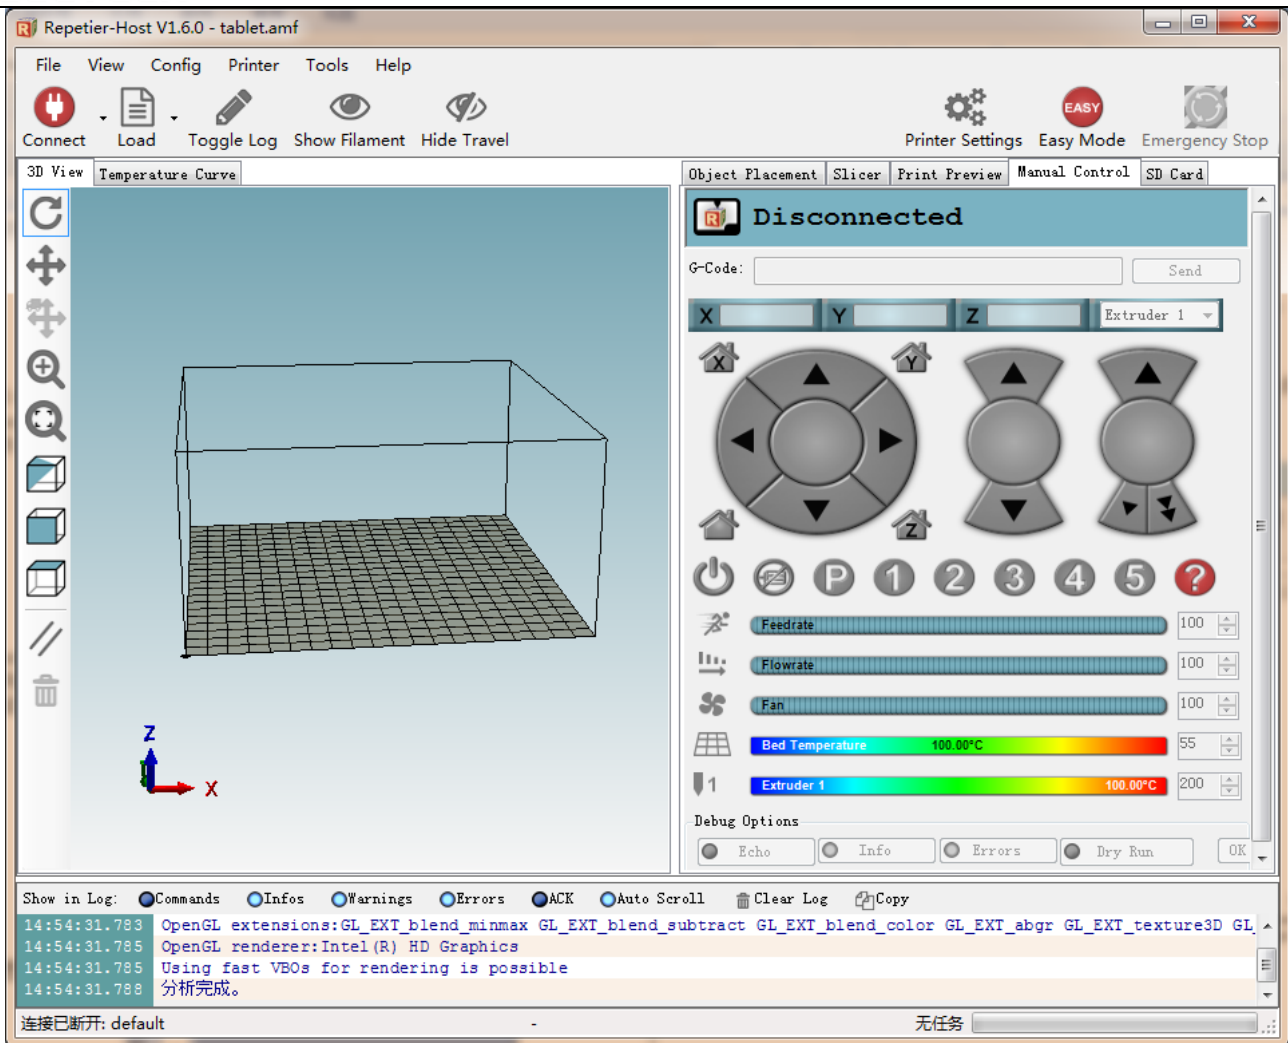 Repetier-Host V1.6.0 - tablet.amf
File View Config Printer Tools Help
Connect Load Toggle Log Show Filament Hide Travel Printer Settings EASY Easy Mode Emergency Stop
3D View Temperature Curve
Object Placement Slicer Print Preview Manual Control SD Card
Disconnected
G-Code: Send
X Y Z Extruder 1
X Y
Z
P 1 2 3 4 5 ?
Feedrate 100
Flowrate 100
Fan 100
Bed Temperature 100.00°C 55
1 Extruder 1 100.00°C 200
Debug Options
Echo Info Errors Dry Run OK
Z
X
Show in Log: Commands Infos Warnings Errors ACK Auto Scroll Clear Log Copy
14:54:31.783 OpenGL extensions:GL_EXT_blend_minmax GL_EXT_blend_subtract GL_EXT_blend_color GL_EXT_abgr GL_EXT_texture3D GL_
14:54:31.785 OpenGL renderer:Intel(R) HD Graphics
14:54:31.785 Using fast VBOs for rendering is possible
14:54:31.788 分析完成。
连接已断开: default - 无任务